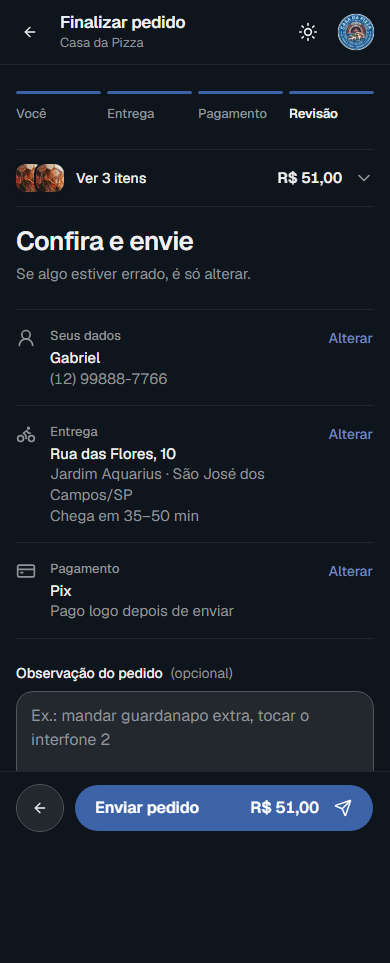 Finalizar pedido
Casa da Pizza
CASA DA PIZZA
Você
Entrega
Pagamento
Revisão
Ver 3 itens
R$ 51,00
Confira e envie
Se algo estiver errado, é só alterar.
Seus dados
Alterar
Gabriel
(12) 99888-7766
Entrega
Alterar
Rua das Flores, 10
Jardim Aquarius · São José dos
Campos/SP
Chega em 35–50 min
Pagamento
Alterar
Pix
Pago logo depois de enviar
Observação do pedido (opcional)
Ex.: mandar guardanapo extra, tocar o
interfone 2
Enviar pedido
R$ 51,00